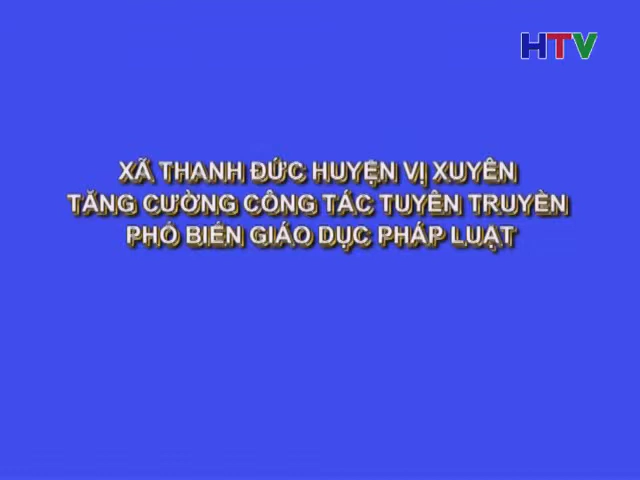 HTV
XÃ THANH ĐỨC HUYỆN VỊ XUYÊN
TĂNG CƯỜNG CÔNG TÁC TUYÊN TRUYỀN
PHỔ BIẾN GIÁO DỤC PHÁP LUẬT